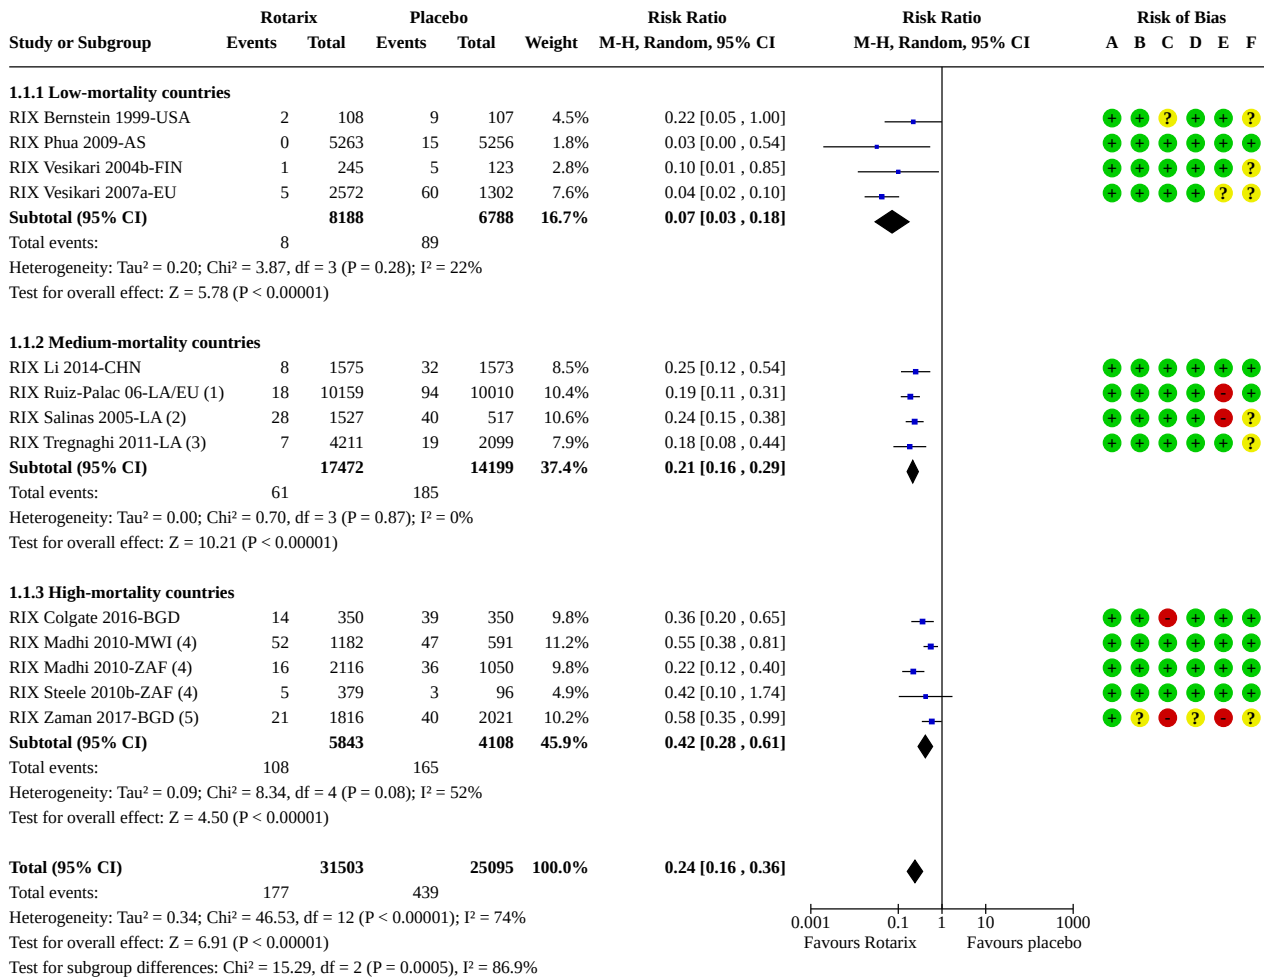 Rotarix Placebo Risk Ratio Risk Ratio Risk of Bias
Study or Subgroup Events Total Events Total Weight M-H, Random, 95% CI M-H, Random, 95% CI A B C D E F
1.1.1 Low-mortality countries
RIX Bernstein 1999-USA 2 108 9 107 4.5% 0.22 [0.05 , 1.00] + + ? + + ?
RIX Phua 2009-AS 0 5263 15 5256 1.8% 0.03 [0.00 , 0.54] + + + + + +
RIX Vesikari 2004b-FIN 1 245 5 123 2.8% 0.10 [0.01 , 0.85] + + + + + ?
RIX Vesikari 2007a-EU 5 2572 60 1302 7.6% 0.04 [0.02 , 0.10] + + + + ? ?
Subtotal (95% CI) 8188 6788 16.7% 0.07 [0.03 , 0.18]
Total events: 8 89
Heterogeneity: Tau² = 0.20; Chi² = 3.87, df = 3 (P = 0.28); I² = 22%
Test for overall effect: Z = 5.78 (P < 0.00001)
1.1.2 Medium-mortality countries
RIX Li 2014-CHN 8 1575 32 1573 8.5% 0.25 [0.12 , 0.54] + + + + + +
RIX Ruiz-Palac 06-LA/EU (1) 18 10159 94 10010 10.4% 0.19 [0.11 , 0.31] + + + + - +
RIX Salinas 2005-LA (2) 28 1527 40 517 10.6% 0.24 [0.15 , 0.38] + + + + - ?
RIX Tregnaghi 2011-LA (3) 7 4211 19 2099 7.9% 0.18 [0.08 , 0.44] + + + + + ?
Subtotal (95% CI) 17472 14199 37.4% 0.21 [0.16 , 0.29]
Total events: 61 185
Heterogeneity: Tau² = 0.00; Chi² = 0.70, df = 3 (P = 0.87); I² = 0%
Test for overall effect: Z = 10.21 (P < 0.00001)
1.1.3 High-mortality countries
RIX Colgate 2016-BGD 14 350 39 350 9.8% 0.36 [0.20 , 0.65] + + - + + +
RIX Madhi 2010-MWI (4) 52 1182 47 591 11.2% 0.55 [0.38 , 0.81] + + + + + +
RIX Madhi 2010-ZAF (4) 16 2116 36 1050 9.8% 0.22 [0.12 , 0.40] + + + + + +
RIX Steele 2010b-ZAF (4) 5 379 3 96 4.9% 0.42 [0.10 , 1.74] + + + + + +
RIX Zaman 2017-BGD (5) 21 1816 40 2021 10.2% 0.58 [0.35 , 0.99] + ? - ? - ?
Subtotal (95% CI) 5843 4108 45.9% 0.42 [0.28 , 0.61]
Total events: 108 165
Heterogeneity: Tau² = 0.09; Chi² = 8.34, df = 4 (P = 0.08); I² = 52%
Test for overall effect: Z = 4.50 (P < 0.00001)
Total (95% CI) 31503 25095 100.0% 0.24 [0.16 , 0.36]
Total events: 177 439
Heterogeneity: Tau² = 0.34; Chi² = 46.53, df = 12 (P < 0.00001); I² = 74%
0.001 0.1 1 10 1000
Test for overall effect: Z = 6.91 (P < 0.00001) Favours Rotarix Favours placebo
Test for subgroup differences: Chi² = 15.29, df = 2 (P = 0.0005), I² = 86.9%